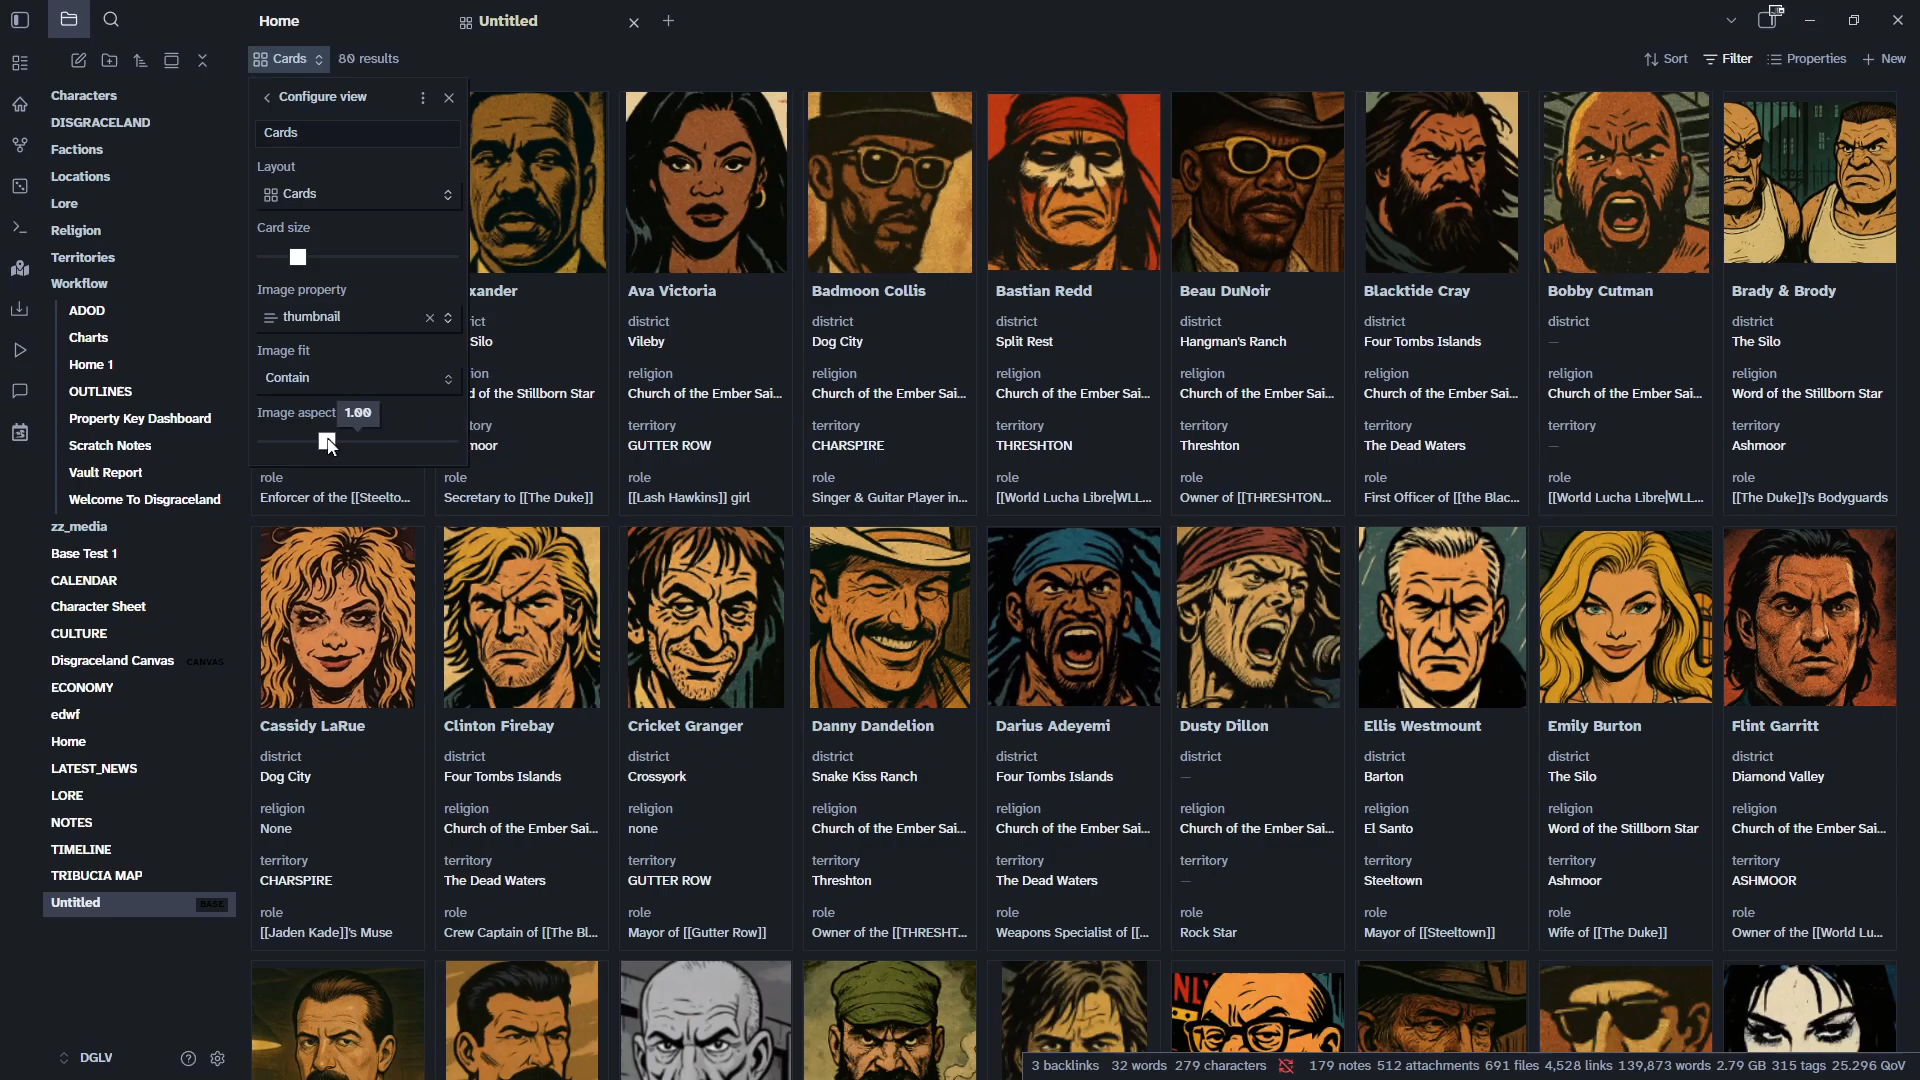 Home
Untitled
Cards
80 results
Sort
Filter
Properties
New
Characters
DISGRACELAND
Factions
Locations
Lore
Religion
Territories
Workflow
ADOD
Charts
Home 1
OUTLINES
Property Key Dashboard
Scratch Notes
Vault Report
Welcome To Disgraceland
zz_media
Base Test 1
CALENDAR
Character Sheet
CULTURE
Disgraceland Canvas CANVAS
ECONOMY
edwf
Home
LATEST_NEWS
LORE
NOTES
TIMELINE
TRIBUCIA MAP
Untitled BASE
DGLV
Configure view
Cards
Layout
Cards
Card size
Image property
thumbnail
Image fit
Contain
Image aspect 1.00
role
Enforcer of the [[Steelto...
xander
ict
Silo
ion
d of the Stillborn Star
tory
moor
role
Secretary to [[The Duke]]
Ava Victoria
district
Vileby
religion
Church of the Ember Sai...
territory
GUTTER ROW
role
[[Lash Hawkins]] girl
Badmoon Collis
district
Dog City
religion
Church of the Ember Sai...
territory
CHARSPIRE
role
Singer & Guitar Player in...
Bastian Redd
district
Split Rest
religion
Church of the Ember Sai...
territory
THRESHTON
role
[[World Lucha Libre|WLL...
Beau DuNoir
district
Hangman's Ranch
religion
Church of the Ember Sai...
territory
Threshton
role
Owner of [[THRESHTON...
Blacktide Cray
district
Four Tombs Islands
religion
Church of the Ember Sai...
territory
The Dead Waters
role
First Officer of [[the Blac...
Bobby Cutman
district
—
religion
Church of the Ember Sai...
territory
—
role
[[World Lucha Libre|WLL...
Brady & Brody
district
The Silo
religion
Word of the Stillborn Star
territory
Ashmoor
role
[[The Duke]]'s Bodyguards
Cassidy LaRue
district
Dog City
religion
None
territory
CHARSPIRE
role
[[Jaden Kade]]'s Muse
Clinton Firebay
district
Four Tombs Islands
religion
Church of the Ember Sai...
territory
The Dead Waters
role
Crew Captain of [[The Bl...
Cricket Granger
district
Crossyork
religion
none
territory
GUTTER ROW
role
Mayor of [[Gutter Row]]
Danny Dandelion
district
Snake Kiss Ranch
religion
Church of the Ember Sai...
territory
Threshton
role
Owner of the [[THRESHT...
Darius Adeyemi
district
Four Tombs Islands
religion
Church of the Ember Sai...
territory
The Dead Waters
role
Weapons Specialist of [[...
Dusty Dillon
district
—
religion
Church of the Ember Sai...
territory
—
role
Rock Star
Ellis Westmount
district
Barton
religion
El Santo
territory
Steeltown
role
Mayor of [[Steeltown]]
Emily Burton
district
The Silo
religion
Word of the Stillborn Star
territory
Ashmoor
role
Wife of [[The Duke]]
Flint Garritt
district
Diamond Valley
religion
Church of the Ember Sai...
territory
ASHMOOR
role
Owner of the [[World Lu...
3 backlinks 32 words 279 characters 179 notes 512 attachments 691 files 4,528 links 139,873 words 2.79 GB 315 tags 25.296 QoV